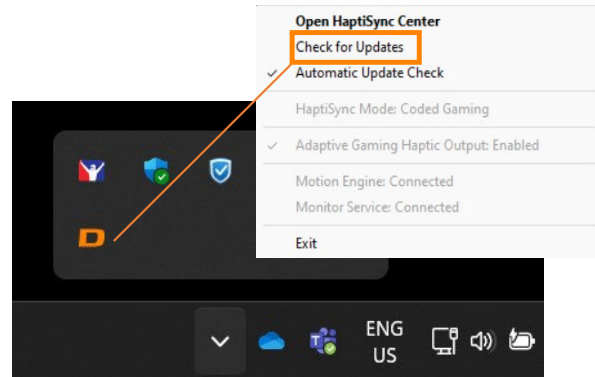 Open HaptiSync Center
Check for Updates
✓ Automatic Update Check
HaptiSync Mode: Coded Gaming
✓ Adaptive Gaming Haptic Output: Enabled
Motion Engine: Connected
Monitor Service: Connected
Exit
D
ENG
US